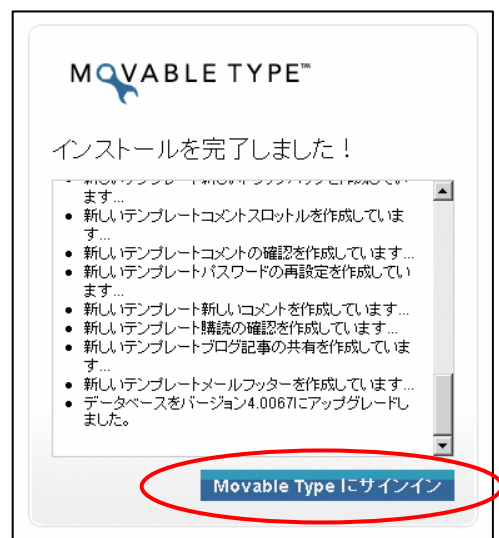 MOVABLE TYPE™
インストールを完了しました！
ます...
• 新しいテンプレートコメントスロットルを作成していま
す...
• 新しいテンプレートコメントの確認を作成しています...
• 新しいテンプレートパスワードの再設定を作成してい
ます...
• 新しいテンプレート新しいコメントを作成しています...
• 新しいテンプレート購読の確認を作成しています...
• 新しいテンプレートブログ記事の共有を作成していま
す...
• 新しいテンプレートメールフッターを作成しています...
• データベースをバージョン4.0067にアップグレードし
ました。
Movable Type にサインイン